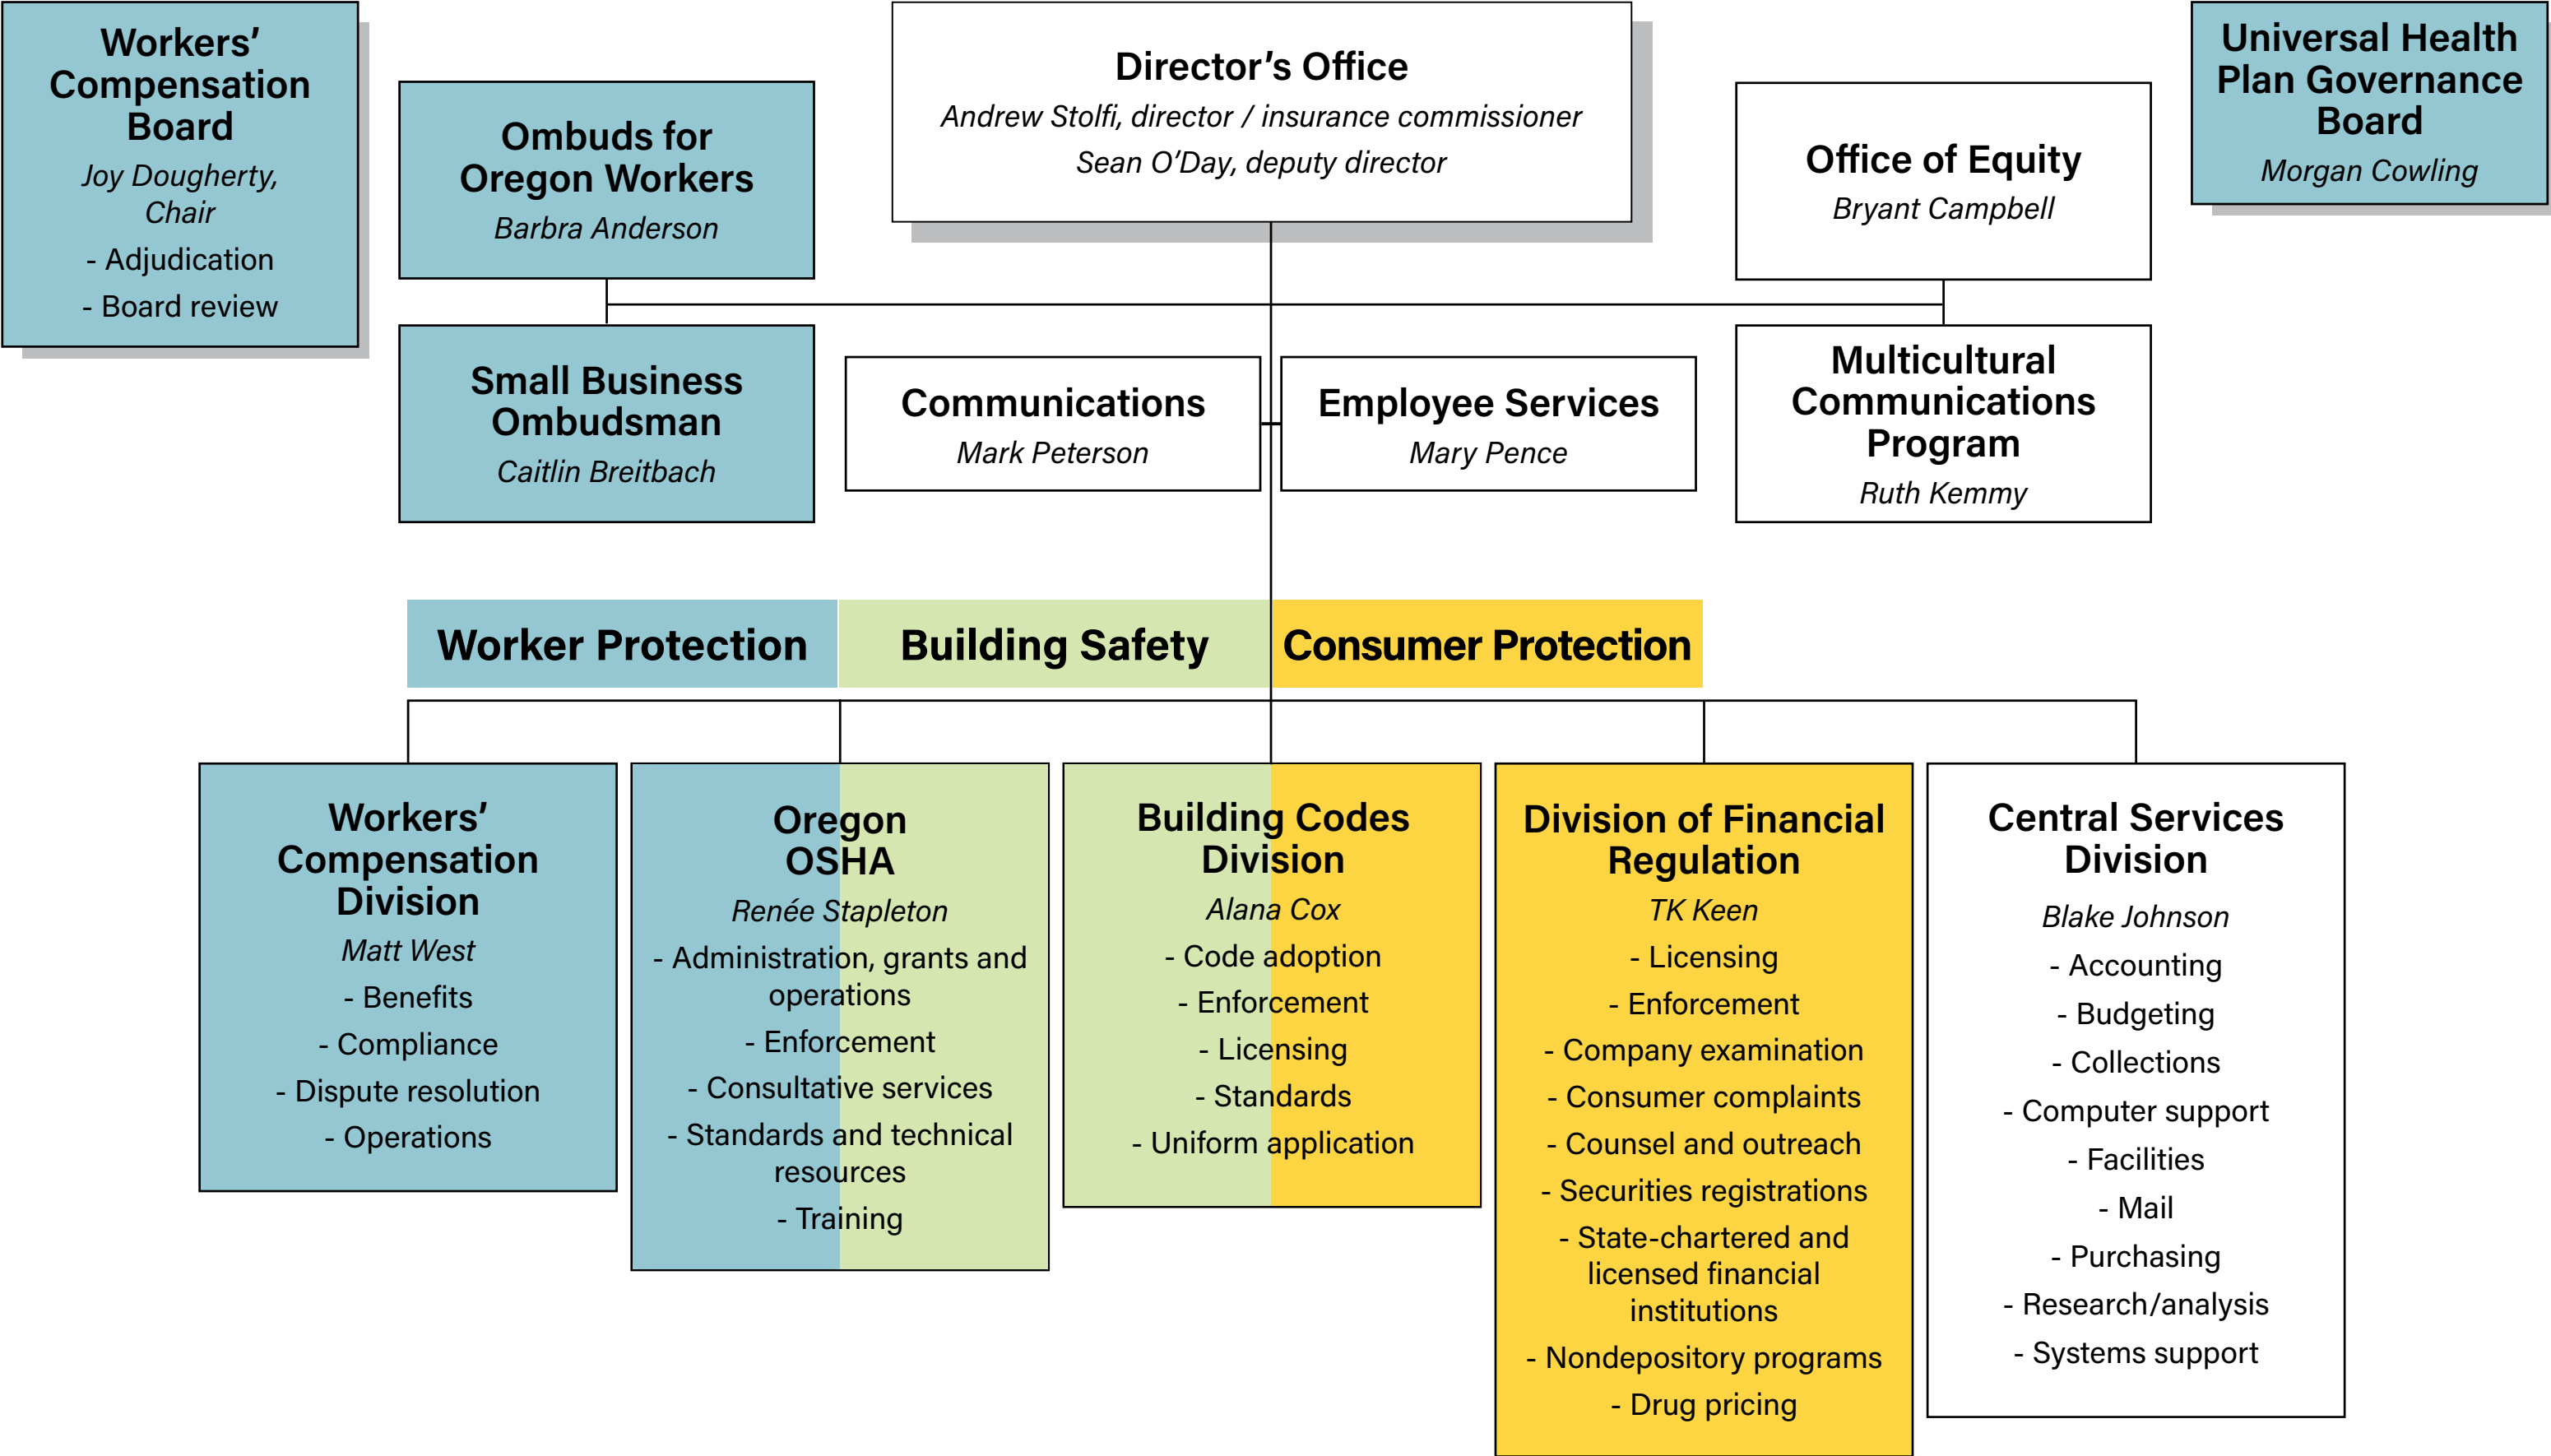 Workers’
Compensation
Board
Joy Dougherty,
Chair
- Adjudication
- Board review
Ombuds for
Oregon Workers
Barbra Anderson
Director’s Office
Andrew Stolfi, director / insurance commissioner
Sean O’Day, deputy director
Office of Equity
Bryant Campbell
Universal Health
Plan Governance
Board
Morgan Cowling
Small Business
Ombudsman
Caitlin Breitbach
Communications
Mark Peterson
Employee Services
Mary Pence
Multicultural
Communications
Program
Ruth Kemmy
Worker Protection
Building Safety
Consumer Protection
Workers’
Compensation
Division
Matt West
- Benefits
- Compliance
- Dispute resolution
- Operations
Oregon
OSHA
Renée Stapleton
- Administration, grants and
operations
- Enforcement
- Consultative services
- Standards and technical
resources
- Training
Building Codes
Division
Alana Cox
- Code adoption
- Enforcement
- Licensing
- Standards
- Uniform application
Division of Financial
Regulation
TK Keen
- Licensing
- Enforcement
- Company examination
- Consumer complaints
- Counsel and outreach
- Securities registrations
- State-chartered and
licensed financial
institutions
- Nondepository programs
- Drug pricing
Central Services
Division
Blake Johnson
- Accounting
- Budgeting
- Collections
- Computer support
- Facilities
- Mail
- Purchasing
- Research/analysis
- Systems support